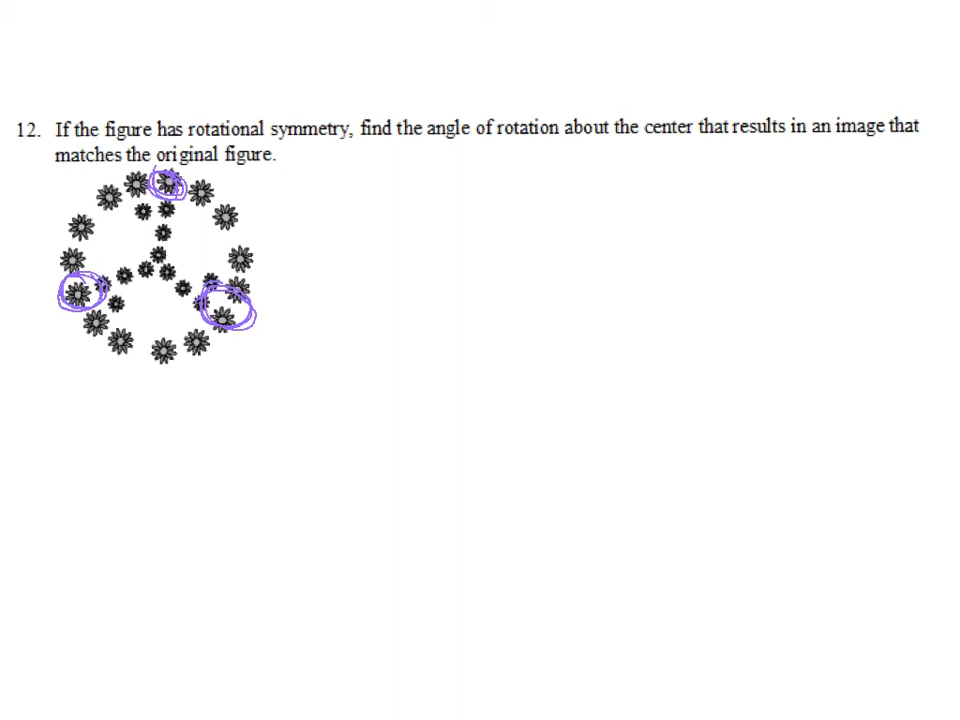 12. If the figure has rotational symmetry, find the angle of rotation about the center that results in an image that
matches the original figure.